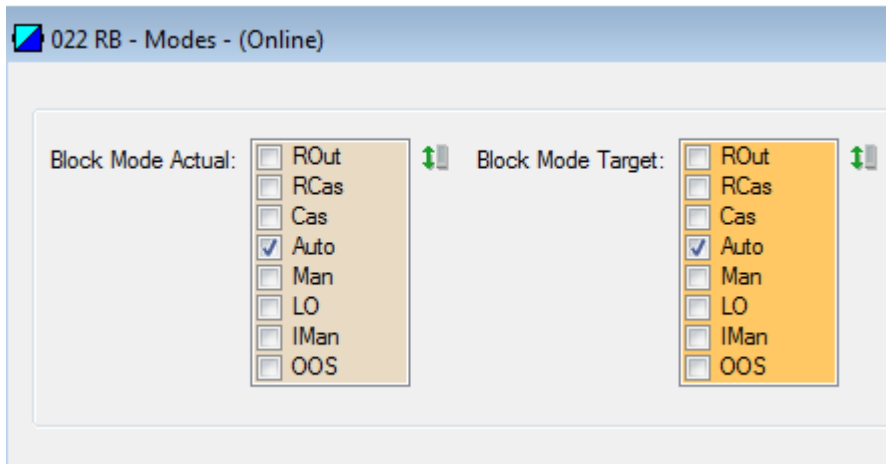 022 RB - Modes - (Online)
Block Mode Actual:
ROut
RCas
Cas
Auto
Man
LO
IMan
OOS
Block Mode Target:
ROut
RCas
Cas
Auto
Man
LO
IMan
OOS